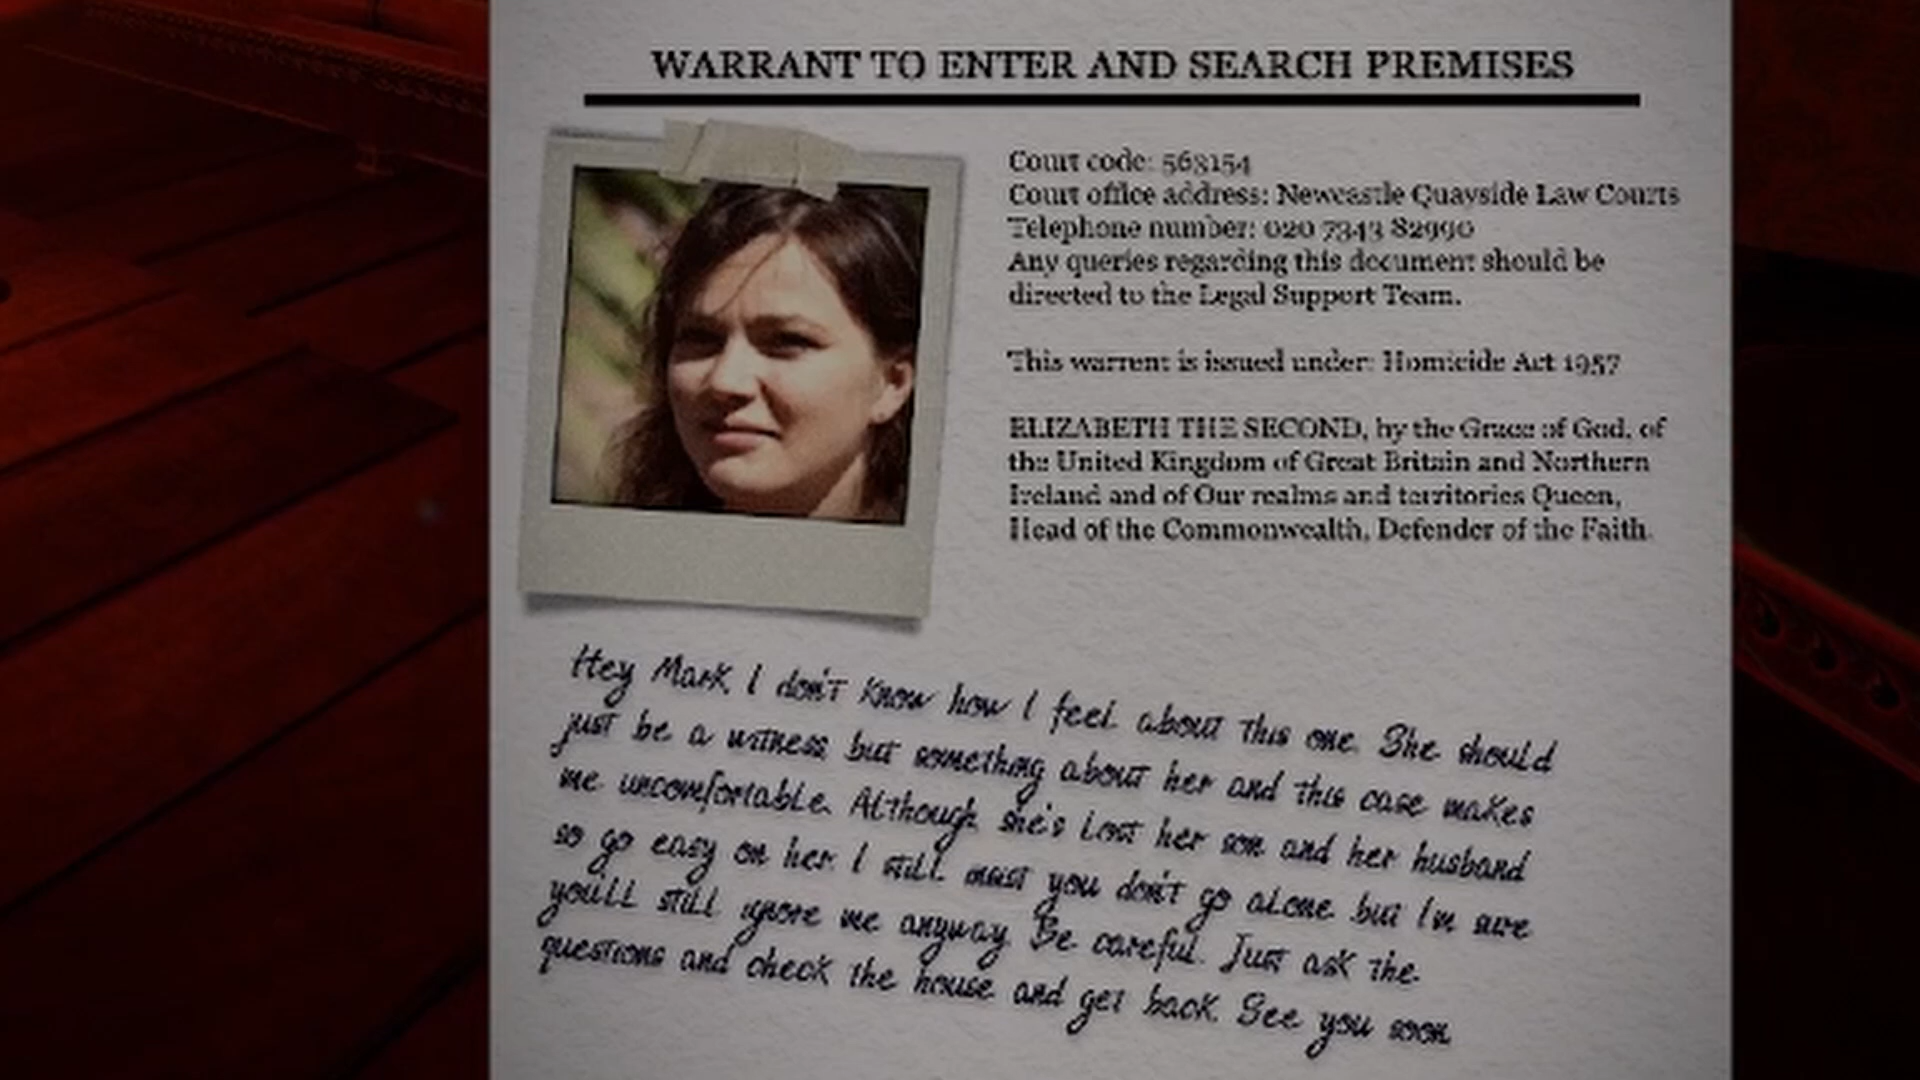 WARRANT TO ENTER AND SEARCH PREMISES
Court code: 563154
Court office address: Newcastle Quayside Law Courts
Telephone number: 020 7343 82990
Any queries regarding this document should be
directed to the Legal Support Team.
This warrent is issued under: Homicide Act 1957
ELIZABETH THE SECOND, by the Grace of God, of
the United Kingdom of Great Britain and Northern
Ireland and of Our realms and territories Queen,
Head of the Commonwealth, Defender of the Faith.
Hey Mark, I don't know how I feel about this one. She should
just be a witness, but something about her and this case makes
me uncomfortable. Although, she's lost her son and her husband
so go easy on her. I still insist you don't go alone but I'm sure
you'll still ignore me anyway. Be careful. Just ask the
questions and check the house and get back. See you soon.